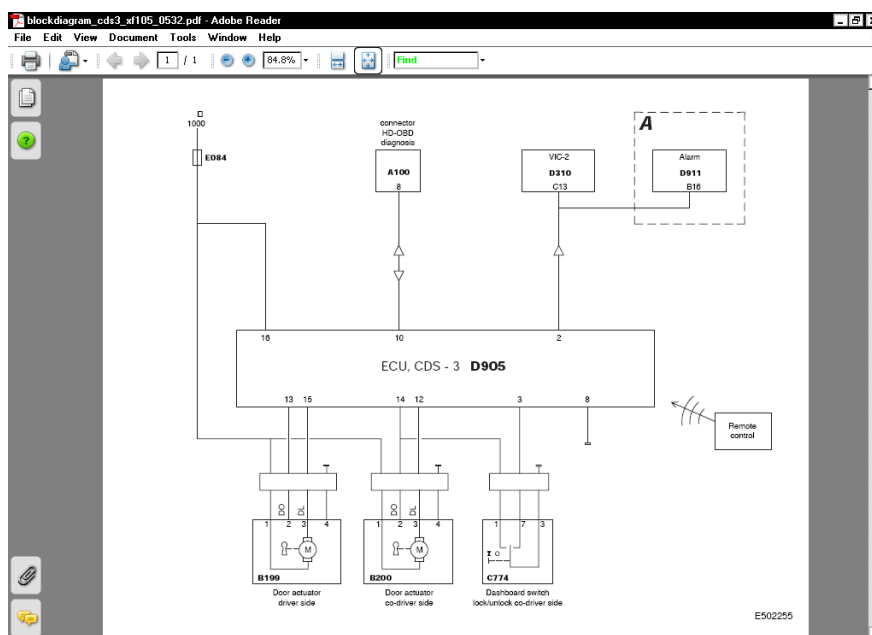 blockdiagram_cds3_xf105_0532.pdf - Adobe Reader
File Edit View Document Tools Window Help
1 / 1 84.8% Find
1000
E084
connector
HD-OBD
diagnosis
A100
8
VIC-2
D310
C13
A
Alarm
D911
B16
16 10 2
ECU, CDS - 3 D905
13 15 14 12 3 8
Remote
control
DO DL DO DL
1 2 3 4 1 2 3 4 1 7 3
M M I O
B199 B200 C774
Door actuator
driver side
Door actuator
co-driver side
Dashboard switch
lock/unlock co-driver side
E502255